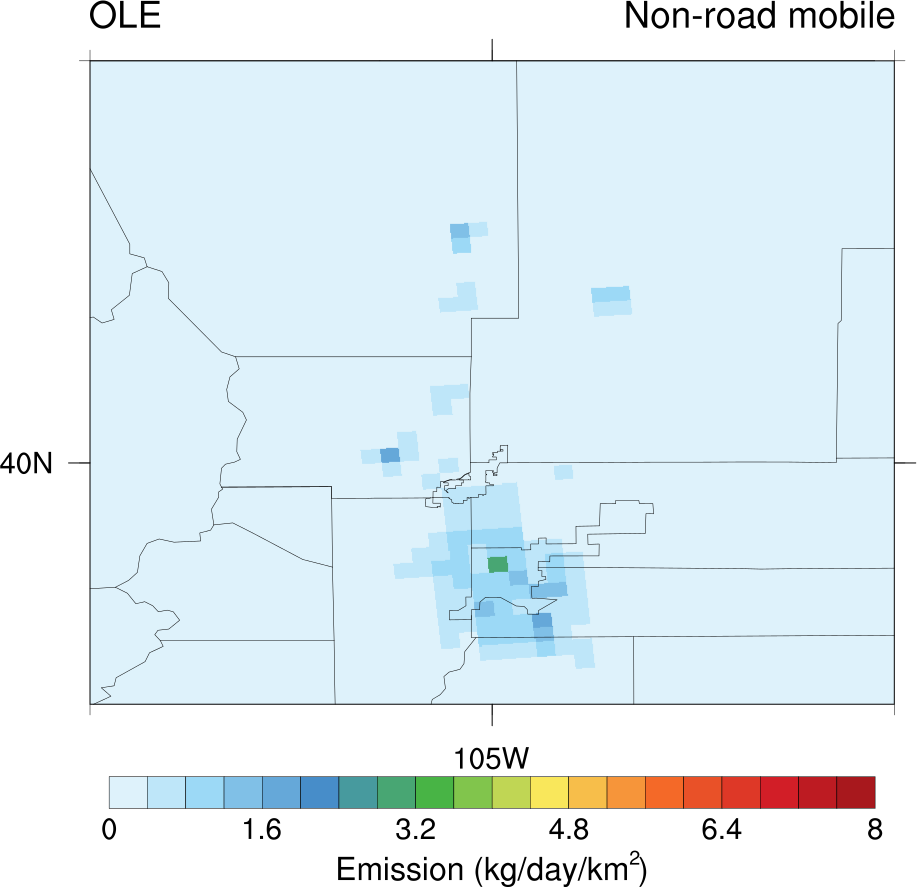 OLE Non-road mobile
40N
105W
0 1.6 3.2 4.8 6.4 8
Emission (kg/day/km²)